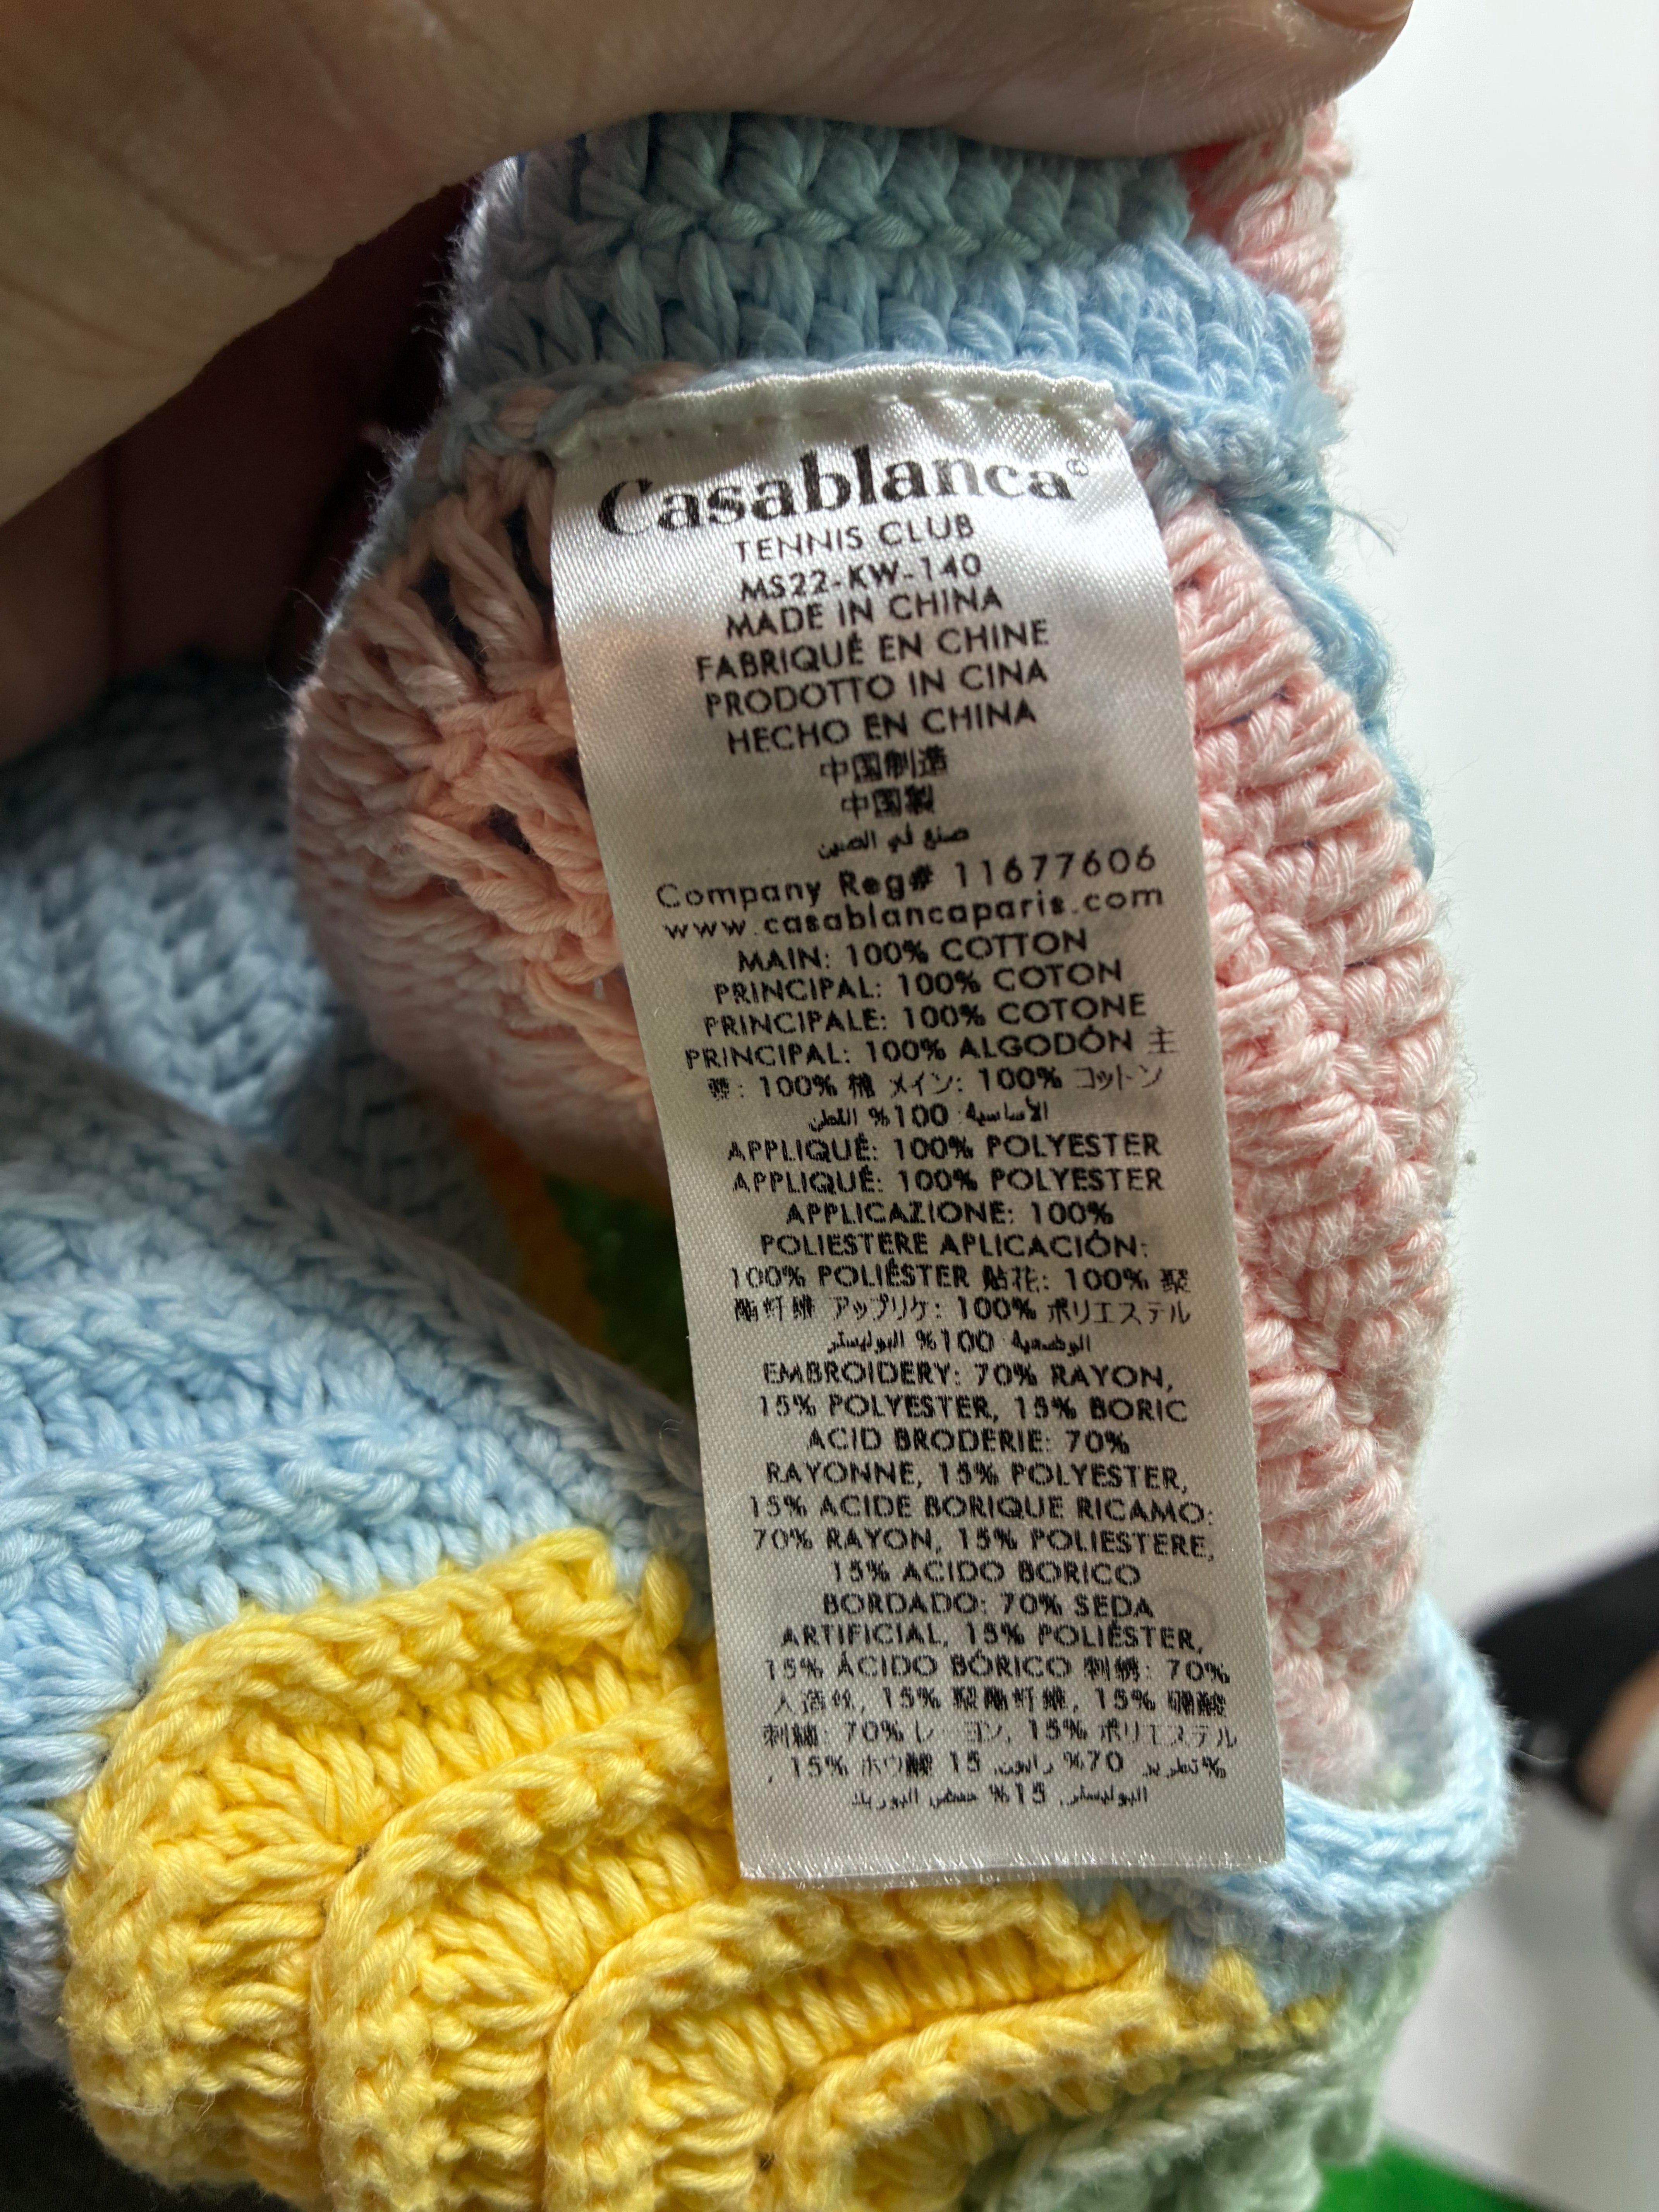 Casablanca®
TENNIS CLUB
MS22-KW-140
MADE IN CHINA
FABRIQUÉ EN CHINE
PRODOTTO IN CINA
HECHO EN CHINA
中国制造
中国製
صنع في الصين
Company Reg# 11677606
www.casablancaparis.com
MAIN: 100% COTTON
PRINCIPAL: 100% COTON
PRINCIPALE: 100% COTONE
PRINCIPAL: 100% ALGODÓN 主
要: 100% 棉 メイン: 100% コットン
الأساسية 100% القطن
APPLIQUÉ: 100% POLYESTER
APPLIQUÉ: 100% POLYESTER
APPLICAZIONE: 100%
POLIESTERE APLICACIÓN:
100% POLIÉSTER 贴花: 100% 聚
酯纤维 アップリケ: 100% ポリエステル
الوضعية 100% البوليستر
EMBROIDERY: 70% RAYON,
15% POLYESTER, 15% BORIC
ACID BRODERIE: 70%
RAYONNE, 15% POLYESTER,
15% ACIDE BORIQUE RICAMO:
70% RAYON, 15% POLIESTERE,
15% ACIDO BORICO
BORDADO: 70% SEDA
ARTIFICIAL, 15% POLIÉSTER,
15% ÁCIDO BÓRICO 刺绣: 70%
人造丝, 15% 聚酯纤维, 15% 硼酸
刺繍: 70% レーヨン, 15% ポリエステル
, 15% ホウ酸 تطريز 70% رايون, 15%
البوليستر, 15% حمض البوريك